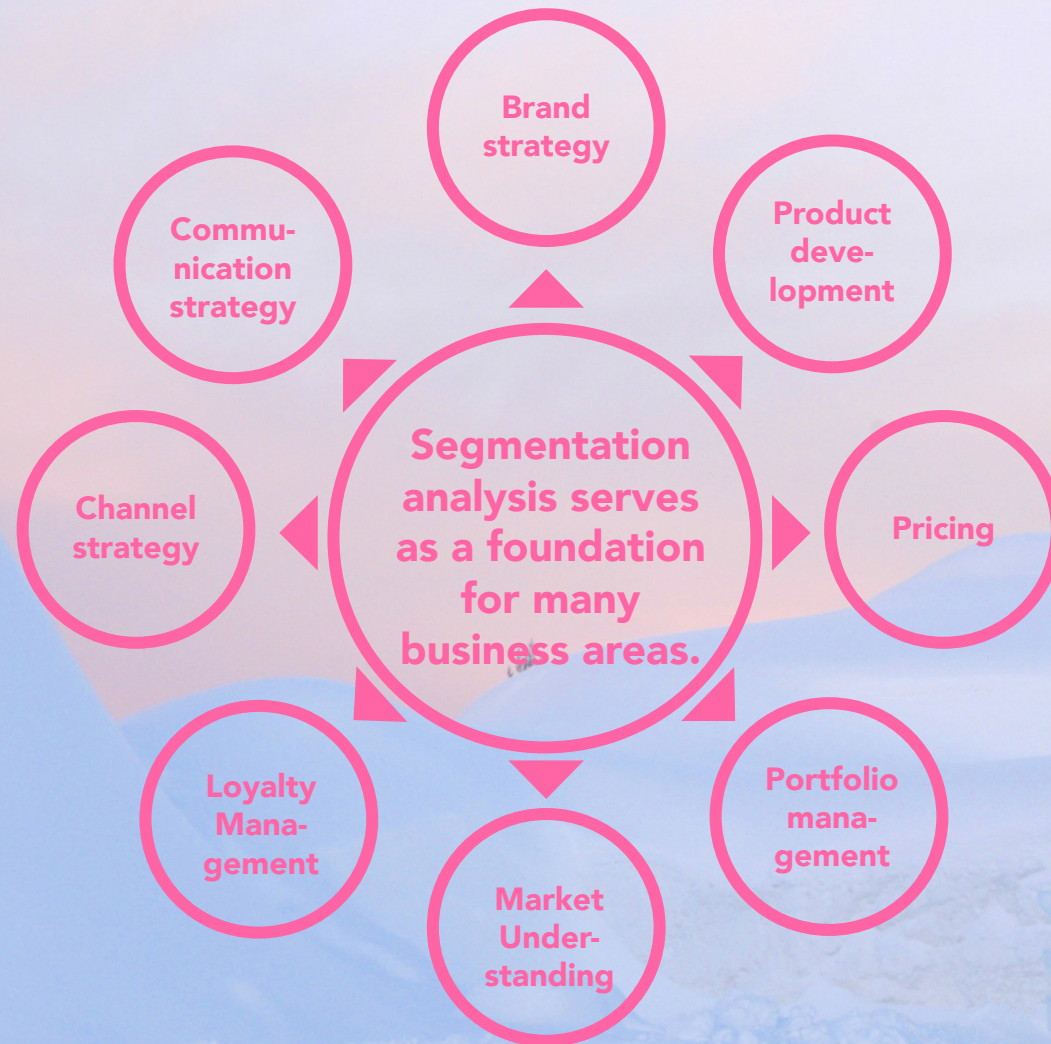 Brand
strategy
Product
deve-
lopment
Pricing
Portfolio
mana-
gement
Market
Under-
standing
Loyalty
Mana-
gement
Channel
strategy
Commu-
nication
strategy
Segmentation
analysis serves
as a foundation
for many
business areas.